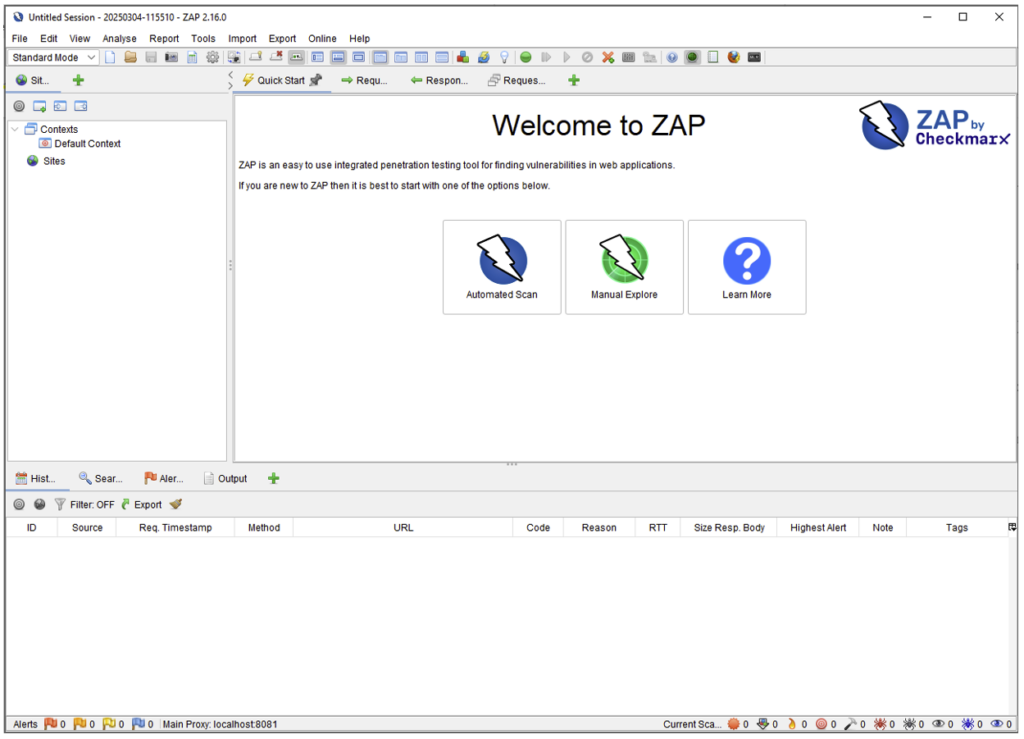 Untitled Session - 20250304-115510 - ZAP 2.16.0
File Edit View Analyse Report Tools Import Export Online Help
Standard Mode
Sit... Quick Start Requ... Respon... Reques...
Contexts
Default Context
Sites
Welcome to ZAP
ZAP by
Checkmarx
ZAP is an easy to use integrated penetration testing tool for finding vulnerabilities in web applications.
If you are new to ZAP then it is best to start with one of the options below.
Automated Scan Manual Explore Learn More
Hist... Sear... Aler... Output
Filter: OFF Export
ID Source Req. Timestamp Method URL Code Reason RTT Size Resp. Body Highest Alert Note Tags
Alerts 0 0 0 0 Main Proxy: localhost:8081 Current Sca... 0 0 0 0 0 0 0 0 0 0